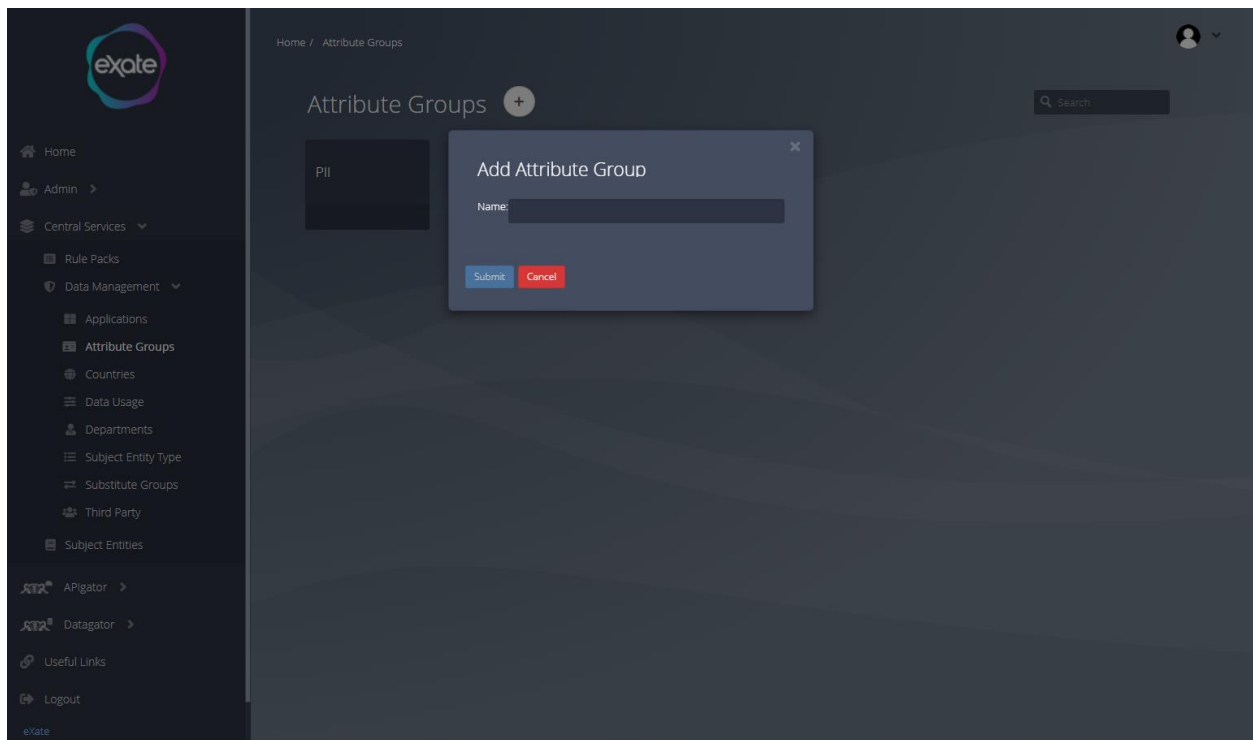 eXate
Home / Attribute Groups
Attribute Groups +
Search
Home
Admin >
Central Services
Rule Packs
Data Management
Applications
Attribute Groups
Countries
Data Usage
Departments
Subject Entity Type
Substitute Groups
Third Party
Subject Entities
APIgator >
Datagator >
Useful Links
Logout
eXate
PII
×
Add Attribute Group
Name:
Submit Cancel